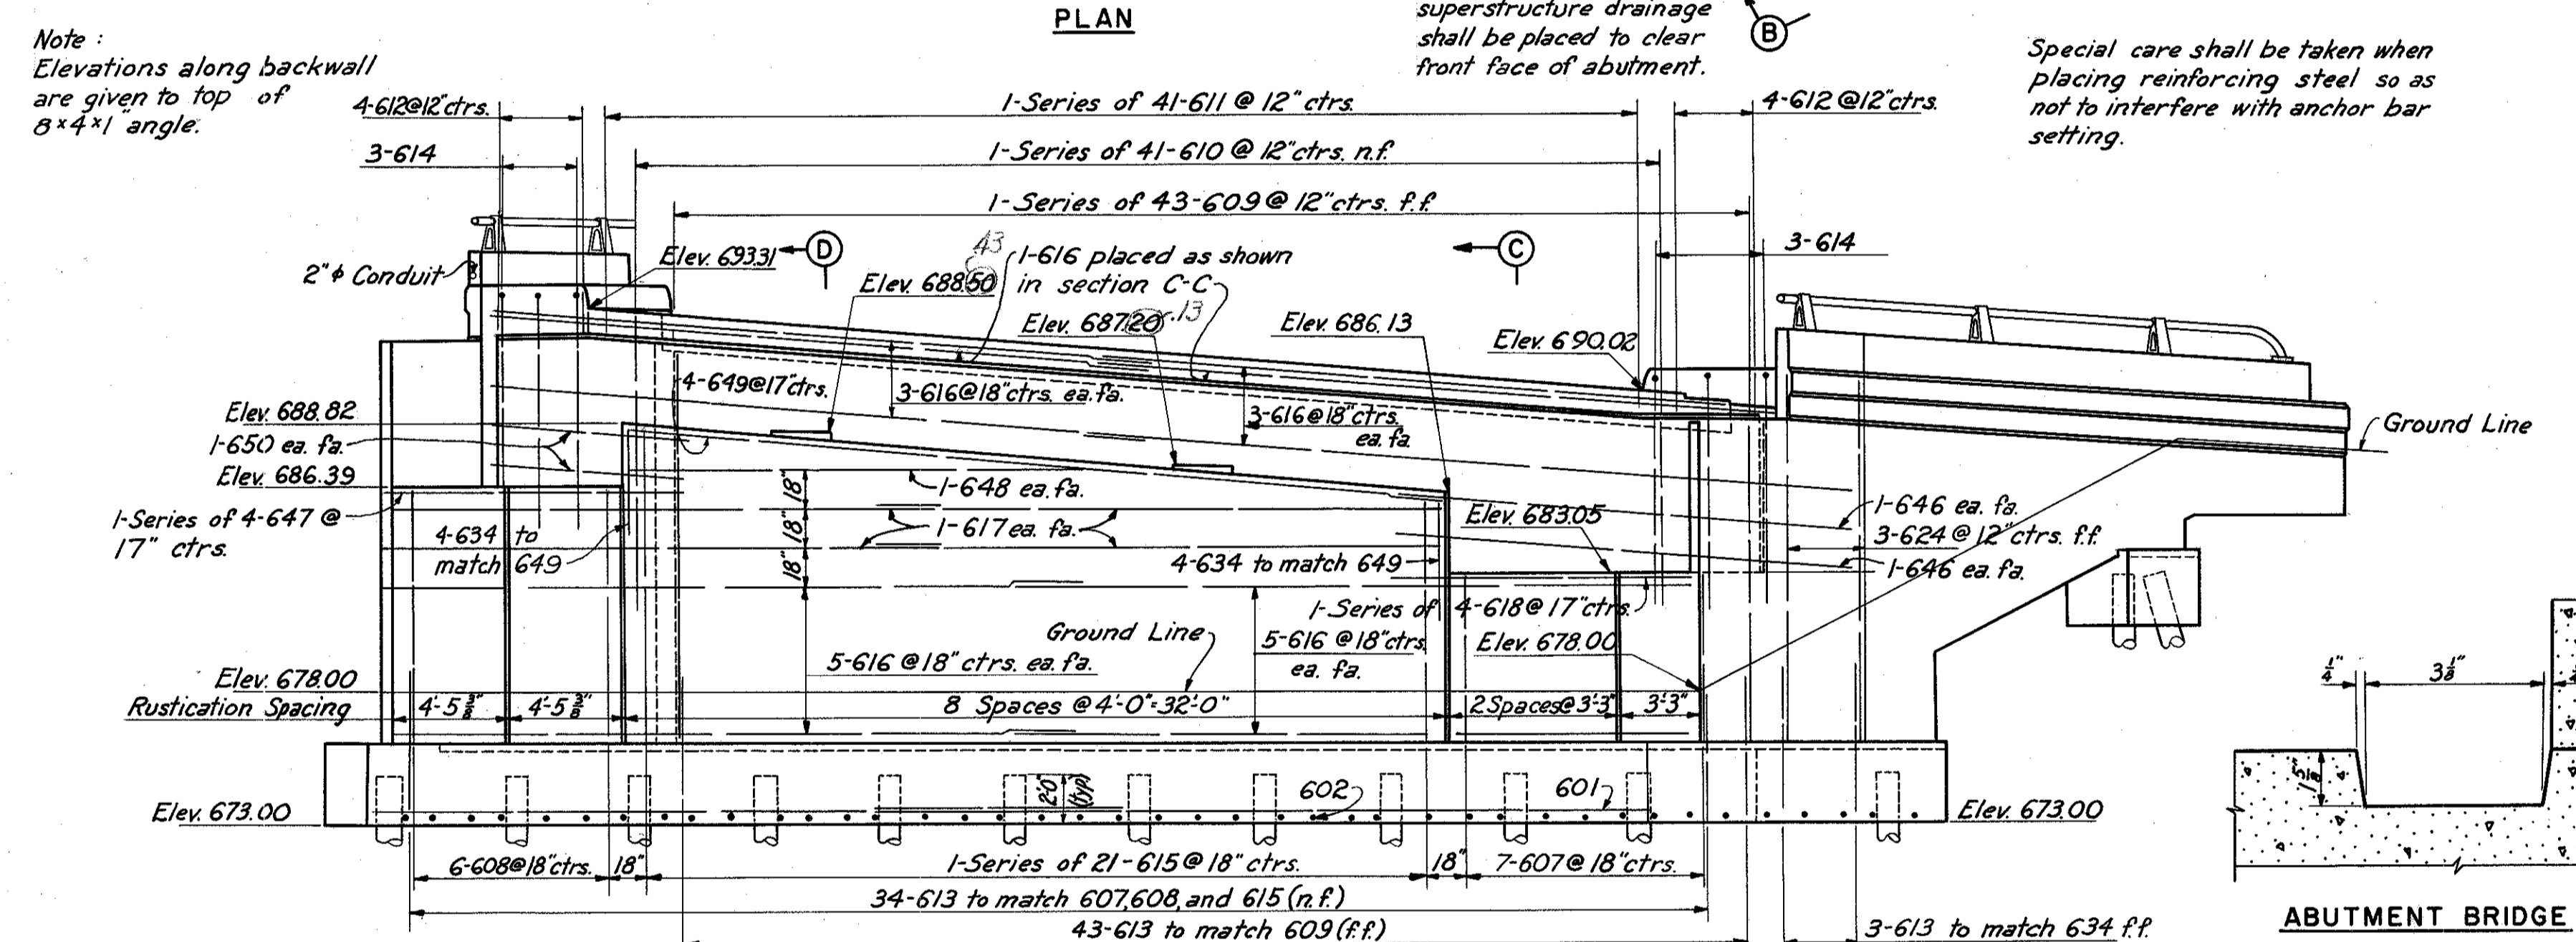 PLAN
Note :
Elevations along backwall
are given to top of
8×4×1" angle.
superstructure drainage
shall be placed to clear
front face of abutment.
B
Special care shall be taken when
placing reinforcing steel so as
not to interfere with anchor bar
setting.
4-612@12"ctrs.
1-Series of 41-611 @ 12" ctrs.
4-612 @12"ctrs.
3-614
1-Series of 41-610 @ 12"ctrs. n.f.
1-Series of 43-609 @ 12"ctrs. f.f.
3-614
2"ϕ Conduit
Elev. 693.31
D
43
1-616 placed as shown
in section C-C
C
Elev. 688.50
Elev. 687.20
.13
Elev. 686.13
Elev. 690.02
4-649@17"ctrs.
3-616@18"ctrs. ea. fa.
3-616@18"ctrs.
ea. fa.
Ground Line
Elev. 688.82
1-650 ea. fa.
Elev. 686.39
1-Series of 4-647 @
17" ctrs.
18"
18"
18"
1-648 ea. fa.
1-617 ea. fa.
4-634 to
match 649
4-634 to match 649
Elev. 683.05
1-646 ea. fa.
3-624 @ 12"ctrs. f.f.
1-646 ea. fa.
1-Series of 4-618@ 17"ctrs.
Ground Line
5-616 @ 18"ctrs. ea. fa.
5-616 @ 18"ctrs.
ea. fa.
Elev. 678.00
Elev. 678.00
Rustication Spacing
4'-5 3/8"
4'-5 3/8"
8 Spaces @ 4'-0"=32'-0"
2 Spaces@3'-3"
3'-3"
1/4"
3 1/8"
Elev. 673.00
2'-0"
(typ.)
602
601
Elev. 673.00
6-608@18"ctrs.
18"
1-Series of 21-615 @ 18" ctrs.
18"
7-607@ 18"ctrs.
34-613 to match 607,608, and 615 (n.f.)
43-613 to match 609 (f.f.)
3-613 to match 634 f.f.
ABUTMENT BRIDGE